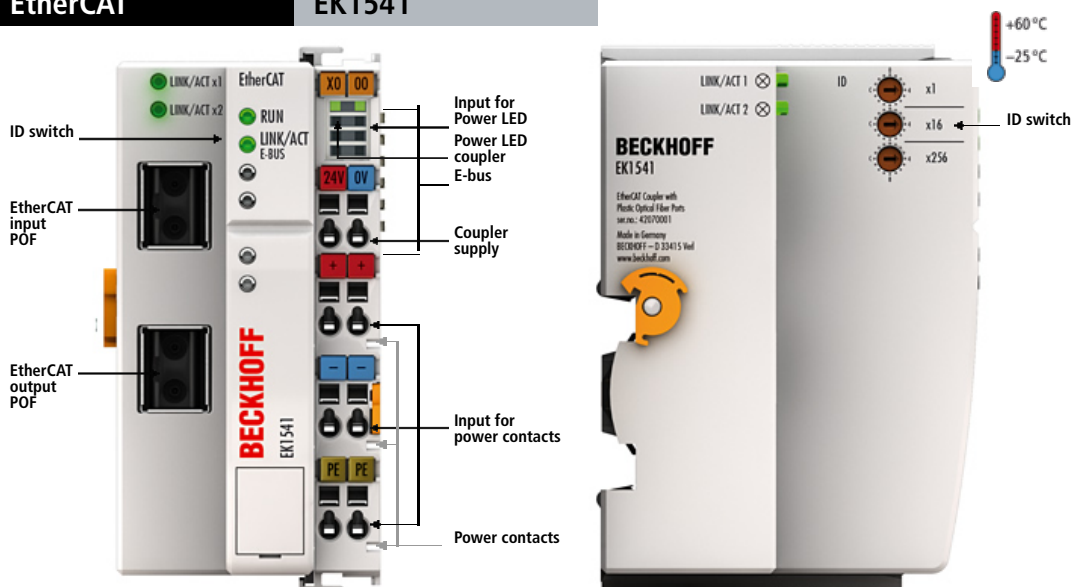 EtherCAT
EK1541
LINK/ACT x1
LINK/ACT x2
EtherCAT
RUN
LINK/ACT
E-BUS
X0 00
24V 0V
+ +
− −
PE PE
BECKHOFF
EK1541
ID switch
EtherCAT
input
POF
EtherCAT
output
POF
Input for
Power LED
Power LED
coupler
E-bus
Coupler
supply
Input for
power contacts
Power contacts
LINK/ACT 1
LINK/ACT 2
ID
x1
x16
x256
ID switch
BECKHOFF
EK1541
EtherCAT Coupler with
Plastic Optical Fiber Ports
ser.no.: 42070001
Made in Germany
BECKHOFF – D 33415 Verl
www.beckhoff.com
+60 °C
−25 °C